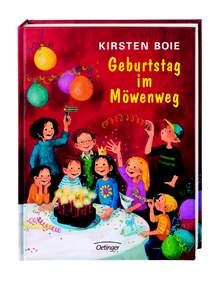 KIRSTEN BOIE
Geburtstag
im
Möwenweg
Oetinger